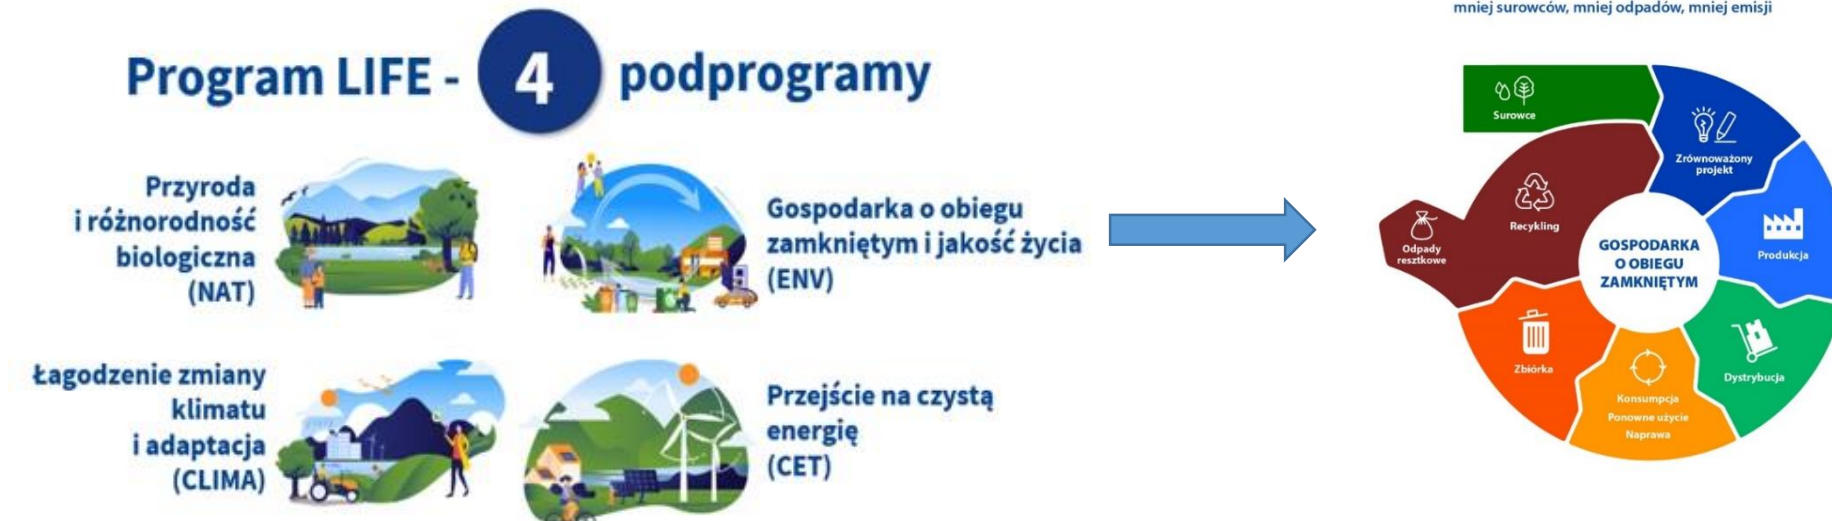 Program LIFE - 4 podprogramy
Przyroda
i różnorodność
biologiczna
(NAT)
Gospodarka o obiegu
zamkniętym i jakość życia
(ENV)
Łagodzenie zmiany
klimatu
i adaptacja
(CLIMA)
Przejście na czystą
energię
(CET)
mniej surowców, mniej odpadów, mniej emisji
Surowce
Zrównoważony
projekt
Produkcja
Dystrybucja
Konsumpcja
Ponowne użycie
Naprawa
Zbiórka
Recykling
Odpady
resztkowe
GOSPODARKA
O OBIEGU
ZAMKNIĘTYM